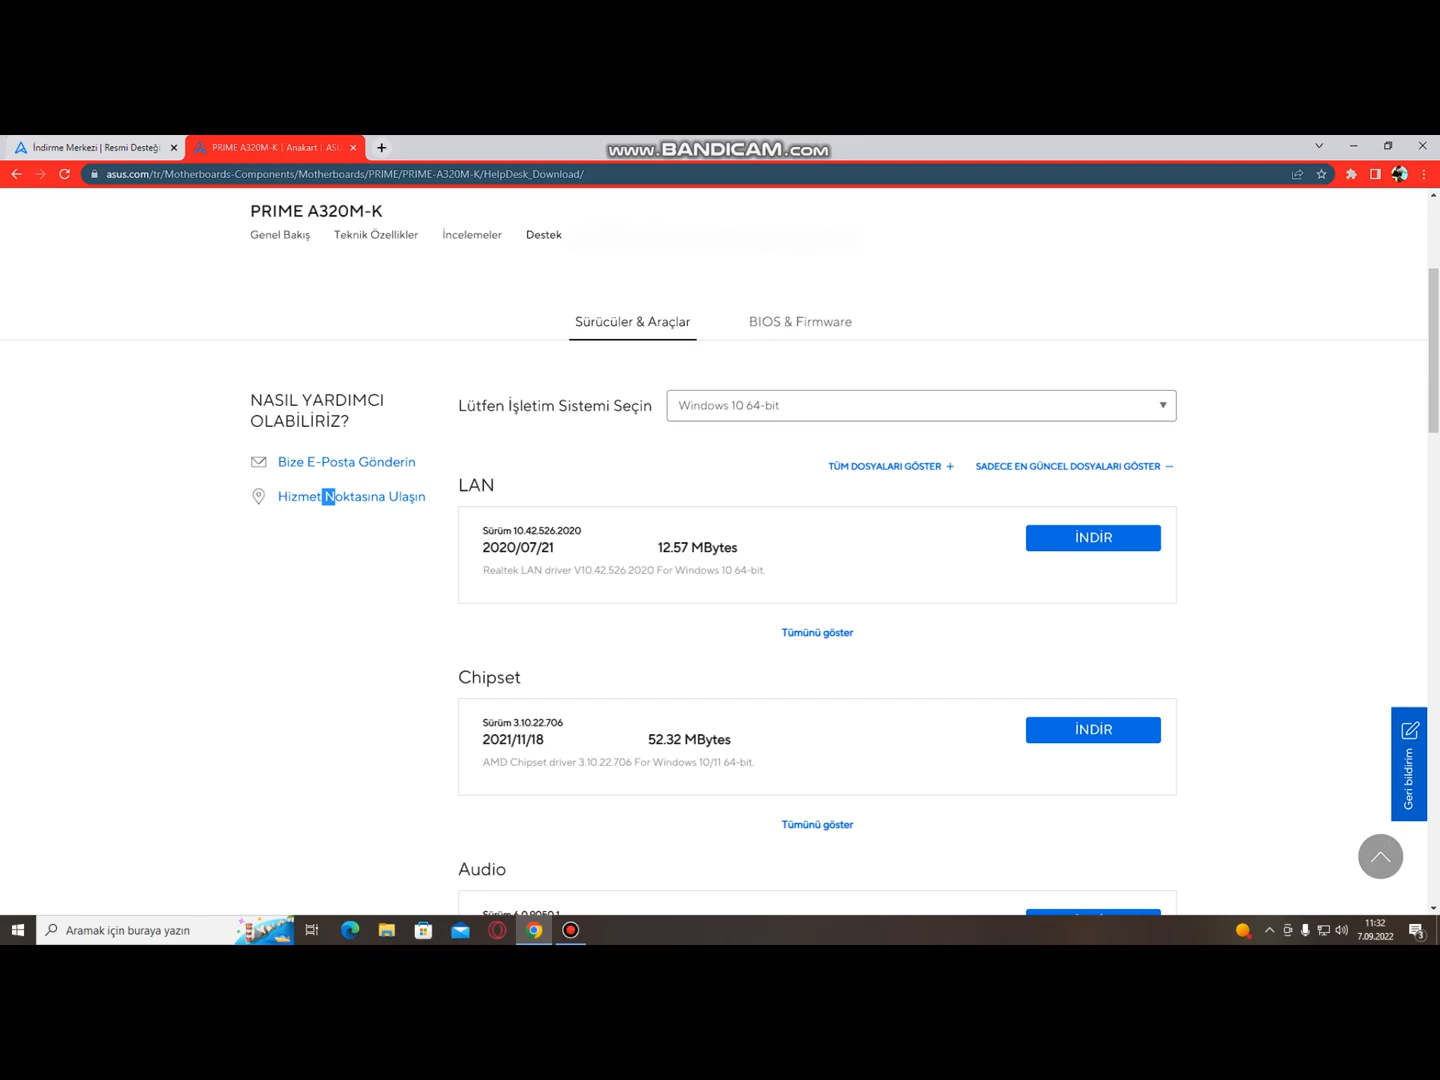 www.BANDICAM.com
İndirme Merkezi | Resmi Desteği
PRIME A320M-K | Anakart | ASU
asus.com/tr/Motherboards-Components/Motherboards/PRIME/PRIME-A320M-K/HelpDesk_Download/
PRIME A320M-K
Genel Bakış Teknik Özellikler İncelemeler Destek
Sürücüler & Araçlar BIOS & Firmware
NASIL YARDIMCI
OLABİLİRİZ?
Bize E-Posta Gönderin
Hizmet Noktasına Ulaşın
Lütfen İşletim Sistemi Seçin Windows 10 64-bit
TÜM DOSYALARI GÖSTER + SADECE EN GÜNCEL DOSYALARI GÖSTER −
LAN
Sürüm 10.42.526.2020
2020/07/21 12.57 MBytes
İNDİR
Realtek LAN driver V10.42.526.2020 For Windows 10 64-bit.
Tümünü göster
Chipset
Sürüm 3.10.22.706
2021/11/18 52.32 MBytes
İNDİR
AMD Chipset driver 3.10.22.706 For Windows 10/11 64-bit.
Tümünü göster
Audio
Sürüm 6.0.9050.1
Geri bildirim
Aramak için buraya yazın
11:32
7.09.2022
3